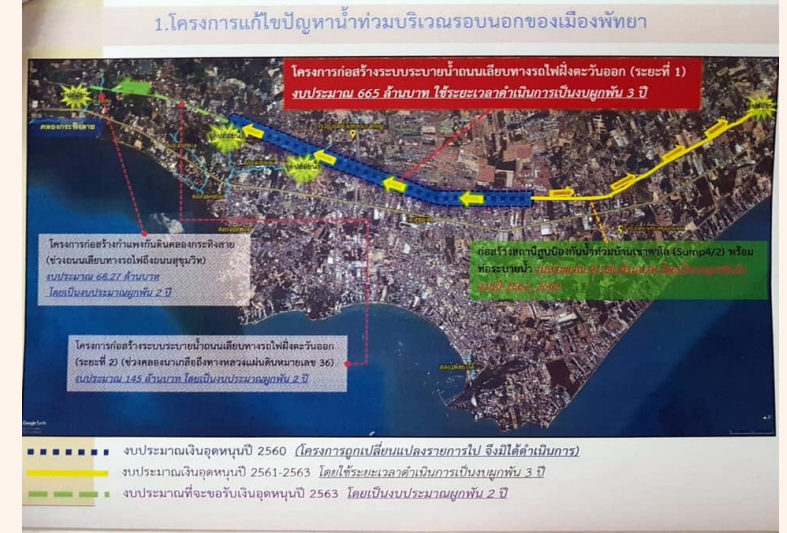 1.โครงการแก้ไขปัญหาน้ำท่วมบริเวณรอบนอกของเมืองพัทยา
โครงการก่อสร้างระบบระบายน้ำถนนเลียบทางรถไฟฝั่งตะวันออก (ระยะที่ 1)
งบประมาณ 665 ล้านบาท ใช้ระยะเวลาดำเนินการเป็นงบผูกพัน 3 ปี
คลองกระทิงลาย
โครงการก่อสร้างกำแพงกันดินคลองกระทิงลาย
(ช่วงถนนเลียบทางรถไฟถึงถนนสุขุมวิท)
งบประมาณ 68.27 ล้านบาท
โดยเป็นงบประมาณผูกพัน 2 ปี
ก่อสร้างสถานีสูบป้องกันน้ำท่วมบ้านเขาตาโล (Sump4/2) พร้อม
ท่อระบายน้ำ
โครงการก่อสร้างระบบระบายน้ำถนนเลียบทางรถไฟฝั่งตะวันออก
(ระยะที่ 2) (ช่วงคลองนาเกลือถึงทางหลวงแผ่นดินหมายเลข 36)
งบประมาณ 145 ล้านบาท โดยเป็นงบประมาณผูกพัน 2 ปี
Google Earth
งบประมาณเงินอุดหนุนปี 2560 (โครงการถูกเปลี่ยนแปลงรายการไป จึงมิได้ดำเนินการ)
งบประมาณเงินอุดหนุนปี 2561-2563 โดยใช้ระยะเวลาดำเนินการเป็นงบผูกพัน 3 ปี
งบประมาณที่จะขอรับเงินอุดหนุนปี 2563 โดยเป็นงบประมาณผูกพัน 2 ปี